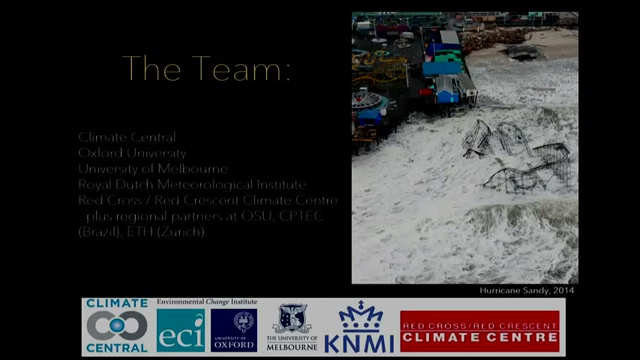 The Team:
Climate Central
Oxford University
University of Melbourne
Royal Dutch Meteorological Institute
Red Cross / Red Crescent Climate Centre
- plus regional partners at OSU, CPTEC
(Brazil), ETH (Zurich).
Hurricane Sandy, 2014
CLIMATE
CENTRAL
Environmental Change Institute
eci
UNIVERSITY OF
OXFORD
THE UNIVERSITY OF
MELBOURNE
KNMI
RED CROSS/RED CRESCENT
CLIMATE CENTRE